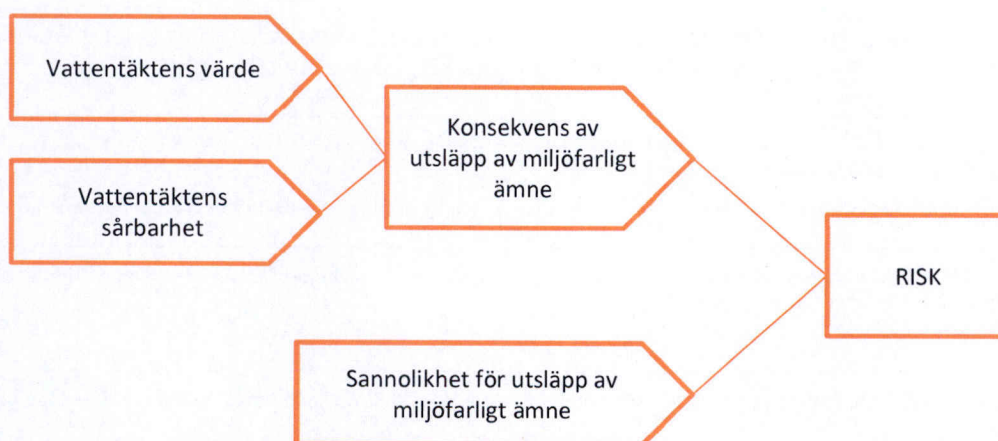 Vattentäktens värde
Vattentäktens
sårbarhet
Konsekvens av
utsläpp av miljöfarligt
ämne
Sannolikhet för utsläpp av
miljöfarligt ämne
RISK